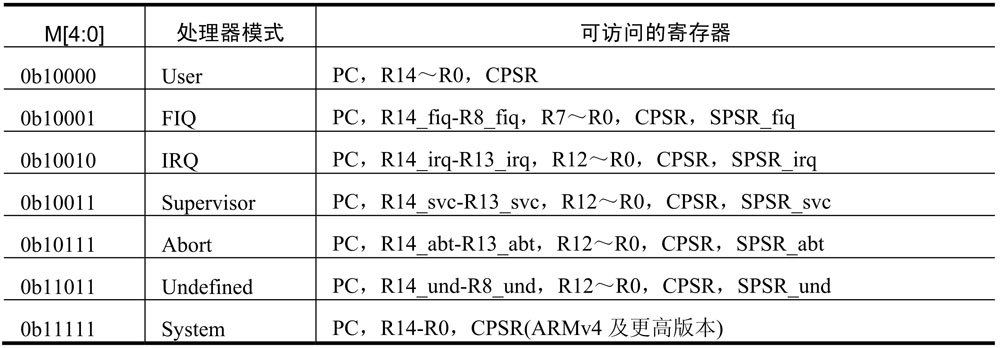 M[4:0] 处理器模式 可访问的寄存器
0b10000 User PC，R14～R0，CPSR
0b10001 FIQ PC，R14_fiq-R8_fiq，R7～R0，CPSR，SPSR_fiq
0b10010 IRQ PC，R14_irq-R13_irq，R12～R0，CPSR，SPSR_irq
0b10011 Supervisor PC，R14_svc-R13_svc，R12～R0，CPSR，SPSR_svc
0b10111 Abort PC，R14_abt-R13_abt，R12～R0，CPSR，SPSR_abt
0b11011 Undefined PC，R14_und-R8_und，R12～R0，CPSR，SPSR_und
0b11111 System PC，R14-R0，CPSR(ARMv4 及更高版本)